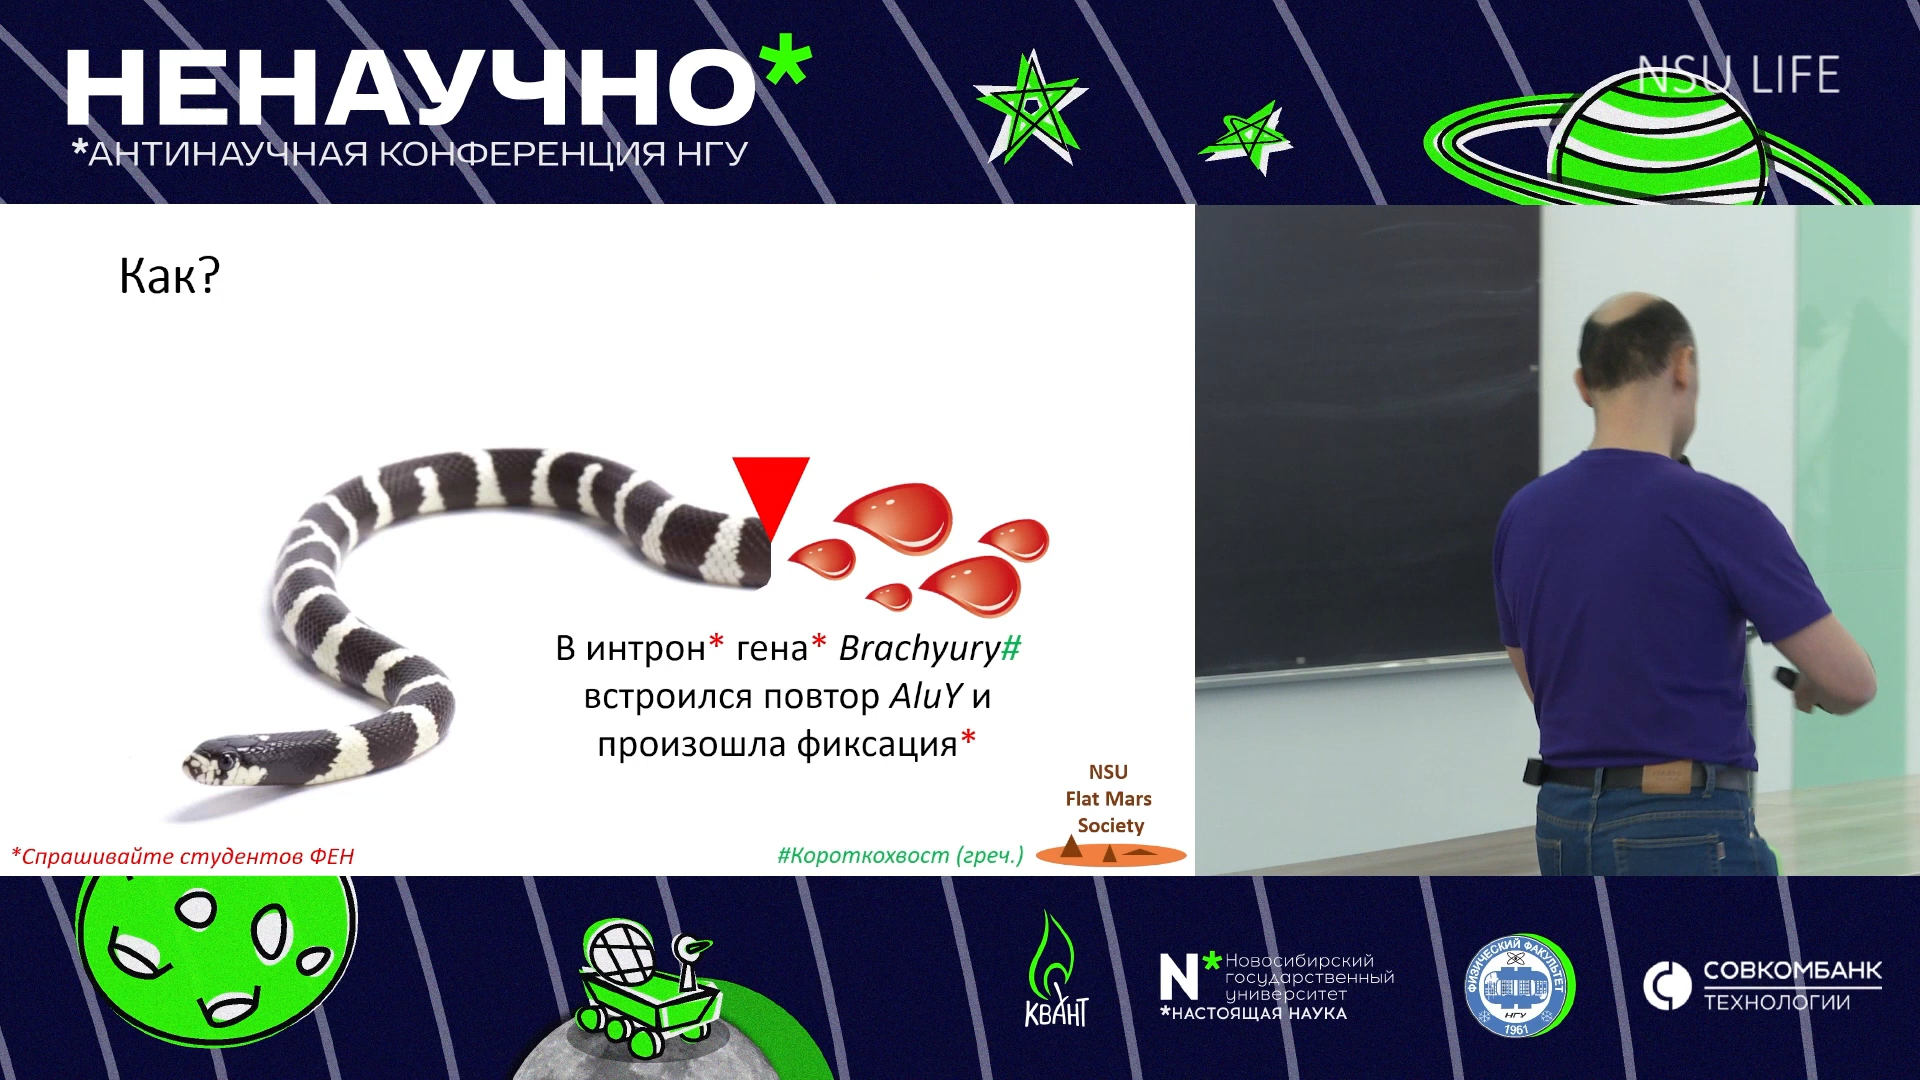 НЕНАУЧНО*
*АНТИНАУЧНАЯ КОНФЕРЕНЦИЯ НГУ
NSU LIFE
Как?
В интрон* гена* Brachyury#
встроился повтор AluY и
произошла фиксация*
NSU
Flat Mars
Society
*Спрашивайте студентов ФЕН
#Короткохвост (греч.)
КВАНТ
N*
Новосибирский
государственный
университет
*НАСТОЯЩАЯ НАУКА
ФИЗИЧЕСКИЙ ФАКУЛЬТЕТ
НГУ
1961
СОВКОМБАНК
ТЕХНОЛОГИИ